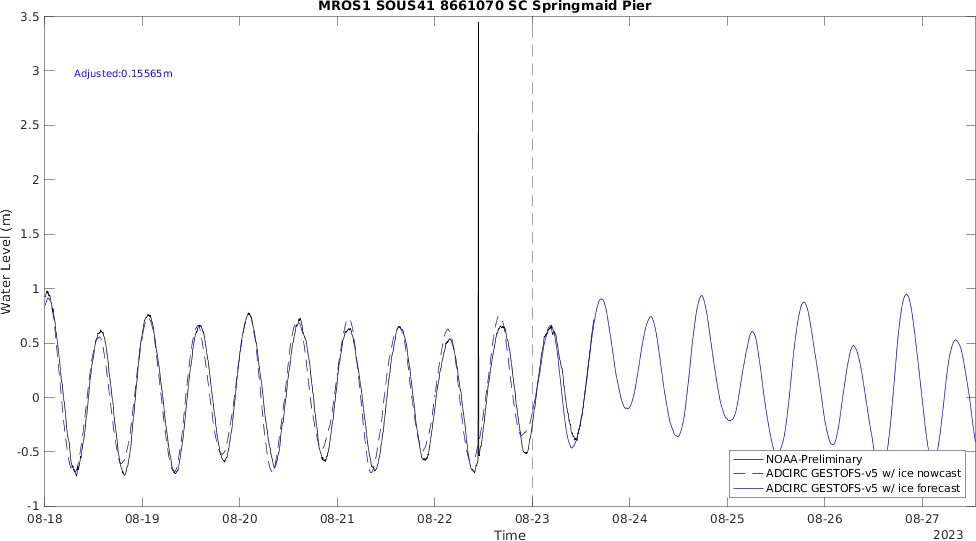 MROS1 SOUS41 8661070 SC Springmaid Pier
3.5
3
2.5
2
1.5
1
0.5
0
-0.5
-1
Water Level (m)
Adjusted:0.15565m
NOAA-Preliminary
ADCIRC GESTOFS-v5 w/ ice nowcast
ADCIRC GESTOFS-v5 w/ ice forecast
08-18 08-19 08-20 08-21 08-22 08-23 08-24 08-25 08-26 08-27
Time
2023